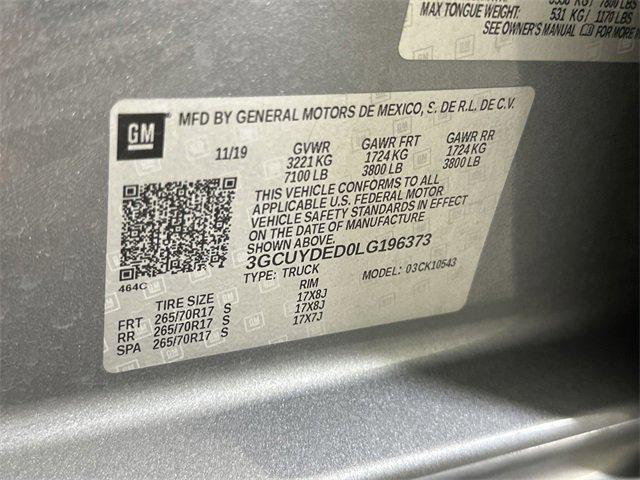 MAX TONGUE WEIGHT: 531 KG / 1170 LBS
SEE OWNER'S MANUAL FOR MORE
GM
MFD BY GENERAL MOTORS DE MEXICO, S. DE R.L. DE C.V.
11/19 GVWR GAWR FRT GAWR RR
3221 KG 1724 KG 1724 KG
7100 LB 3800 LB 3800 LB
THIS VEHICLE CONFORMS TO ALL
APPLICABLE U.S. FEDERAL MOTOR
VEHICLE SAFETY STANDARDS IN EFFECT
ON THE DATE OF MANUFACTURE
SHOWN ABOVE.
3GCUYDED0LG196373
464C
TYPE: TRUCK MODEL: 03CK10543
TIRE SIZE RIM
FRT 265/70R17 S 17X8J
RR 265/70R17 S 17X8J
SPA 265/70R17 S 17X7J